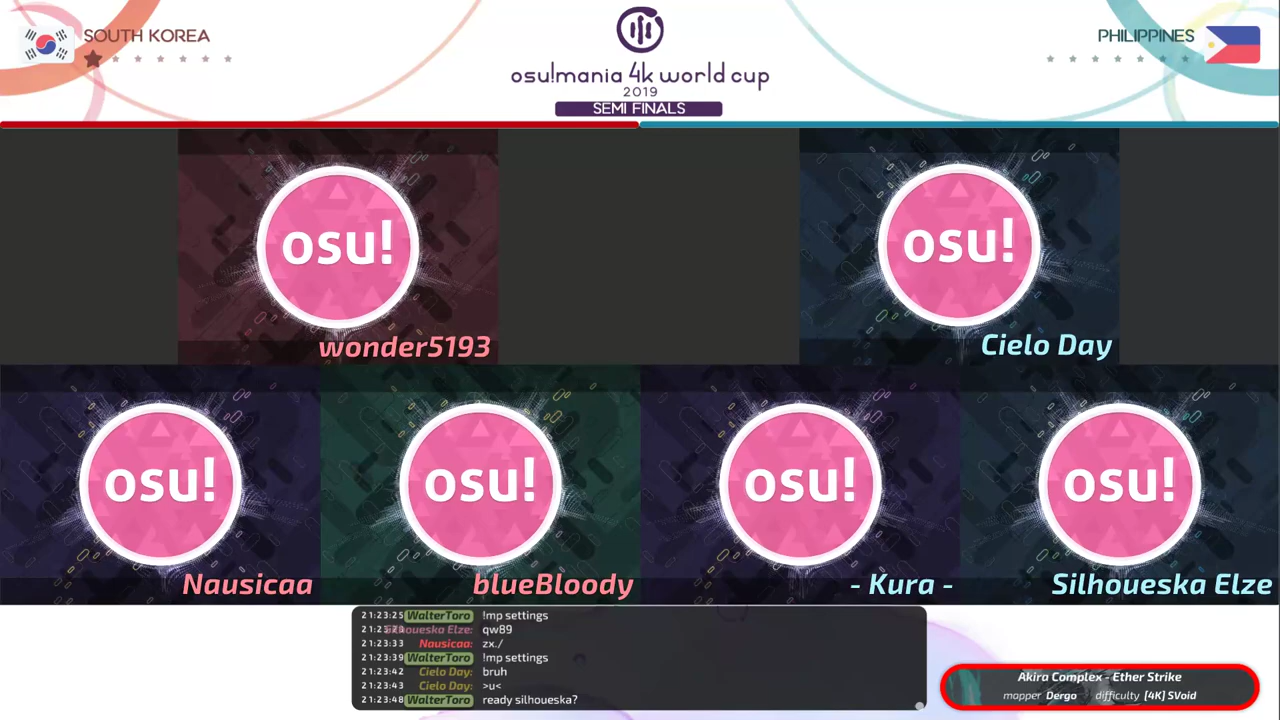 SOUTH KOREA
PHILIPPINES
osu!mania 4k world cup
2019
SEMI FINALS
osu!
osu!
wonder5193
Cielo Day
osu!
osu!
osu!
osu!
Nausicaa
blueBloody
- Kura -
Silhoueska Elze
21:23:25 WalterToro !mp settings
Silhoueska Elze: qw89
21:23:33 Nausicaa: zx./
21:23:39 WalterToro !mp settings
21:23:42 Cielo Day: bruh
21:23:43 Cielo Day: >u<
21:23:48 WalterToro ready silhoueska?
Akira Complex - Ether Strike
mapper Dergo difficulty [4K] SVoid